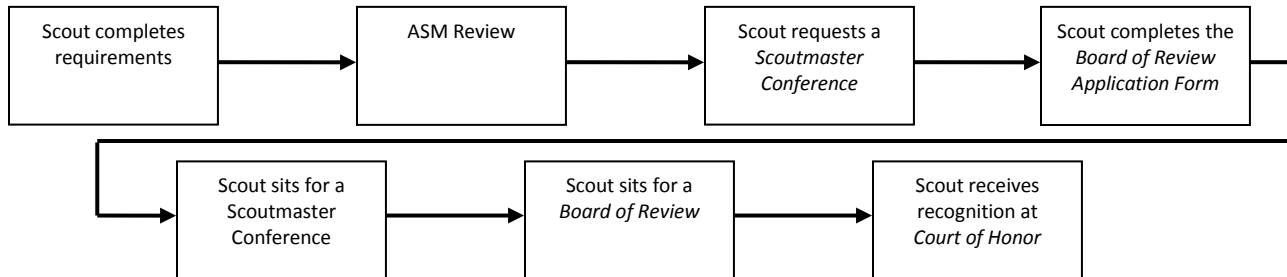 Scout completes
requirements
ASM Review
Scout requests a
Scoutmaster
Conference
Scout completes the
Board of Review
Application Form
Scout sits for a
Scoutmaster
Conference
Scout sits for a
Board of Review
Scout receives
recognition at
Court of Honor